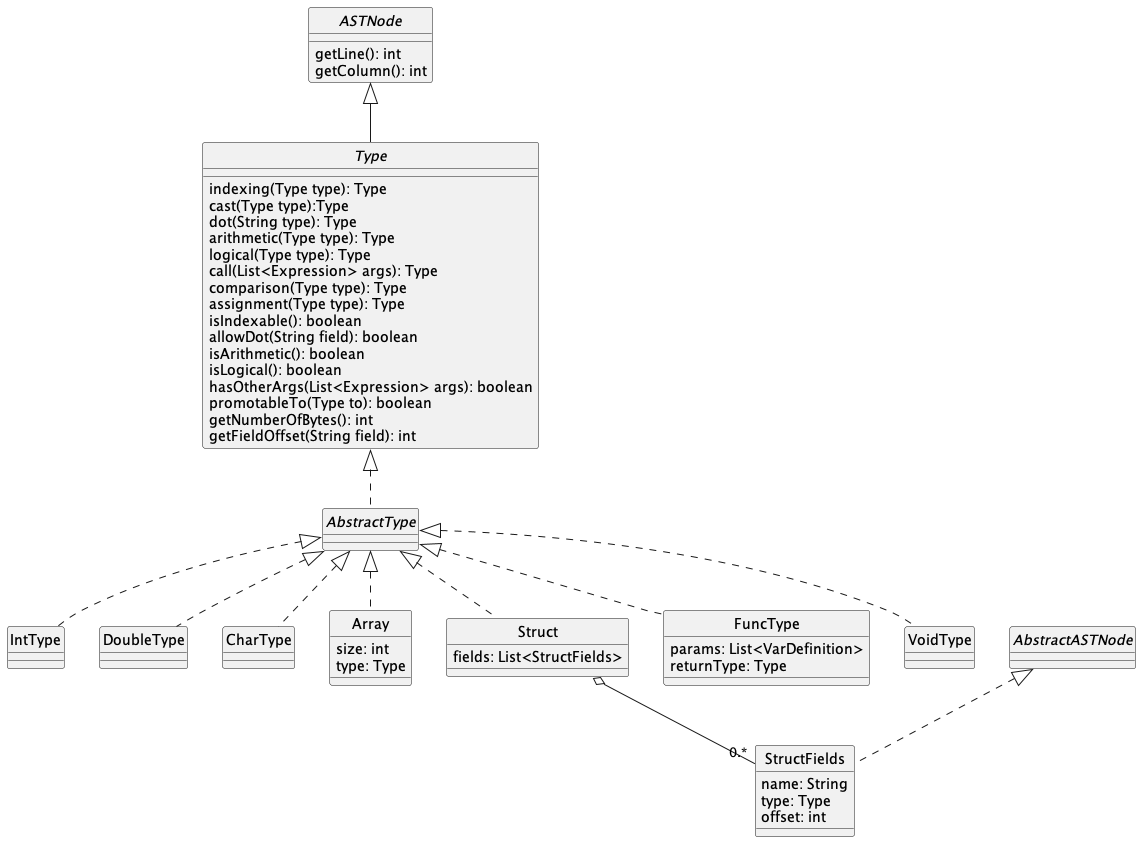 ASTNode
getLine(): int
getColumn(): int
Type
indexing(Type type): Type
cast(Type type):Type
dot(String type): Type
arithmetic(Type type): Type
logical(Type type): Type
call(List<Expression> args): Type
comparison(Type type): Type
assignment(Type type): Type
isIndexable(): boolean
allowDot(String field): boolean
isArithmetic(): boolean
isLogical(): boolean
hasOtherArgs(List<Expression> args): boolean
promotableTo(Type to): boolean
getNumberOfBytes(): int
getFieldOffset(String field): int
AbstractType
IntType
DoubleType
CharType
Array
size: int
type: Type
Struct
fields: List<StructFields>
FuncType
params: List<VarDefinition>
returnType: Type
VoidType
AbstractASTNode
0.*
StructFields
name: String
type: Type
offset: int